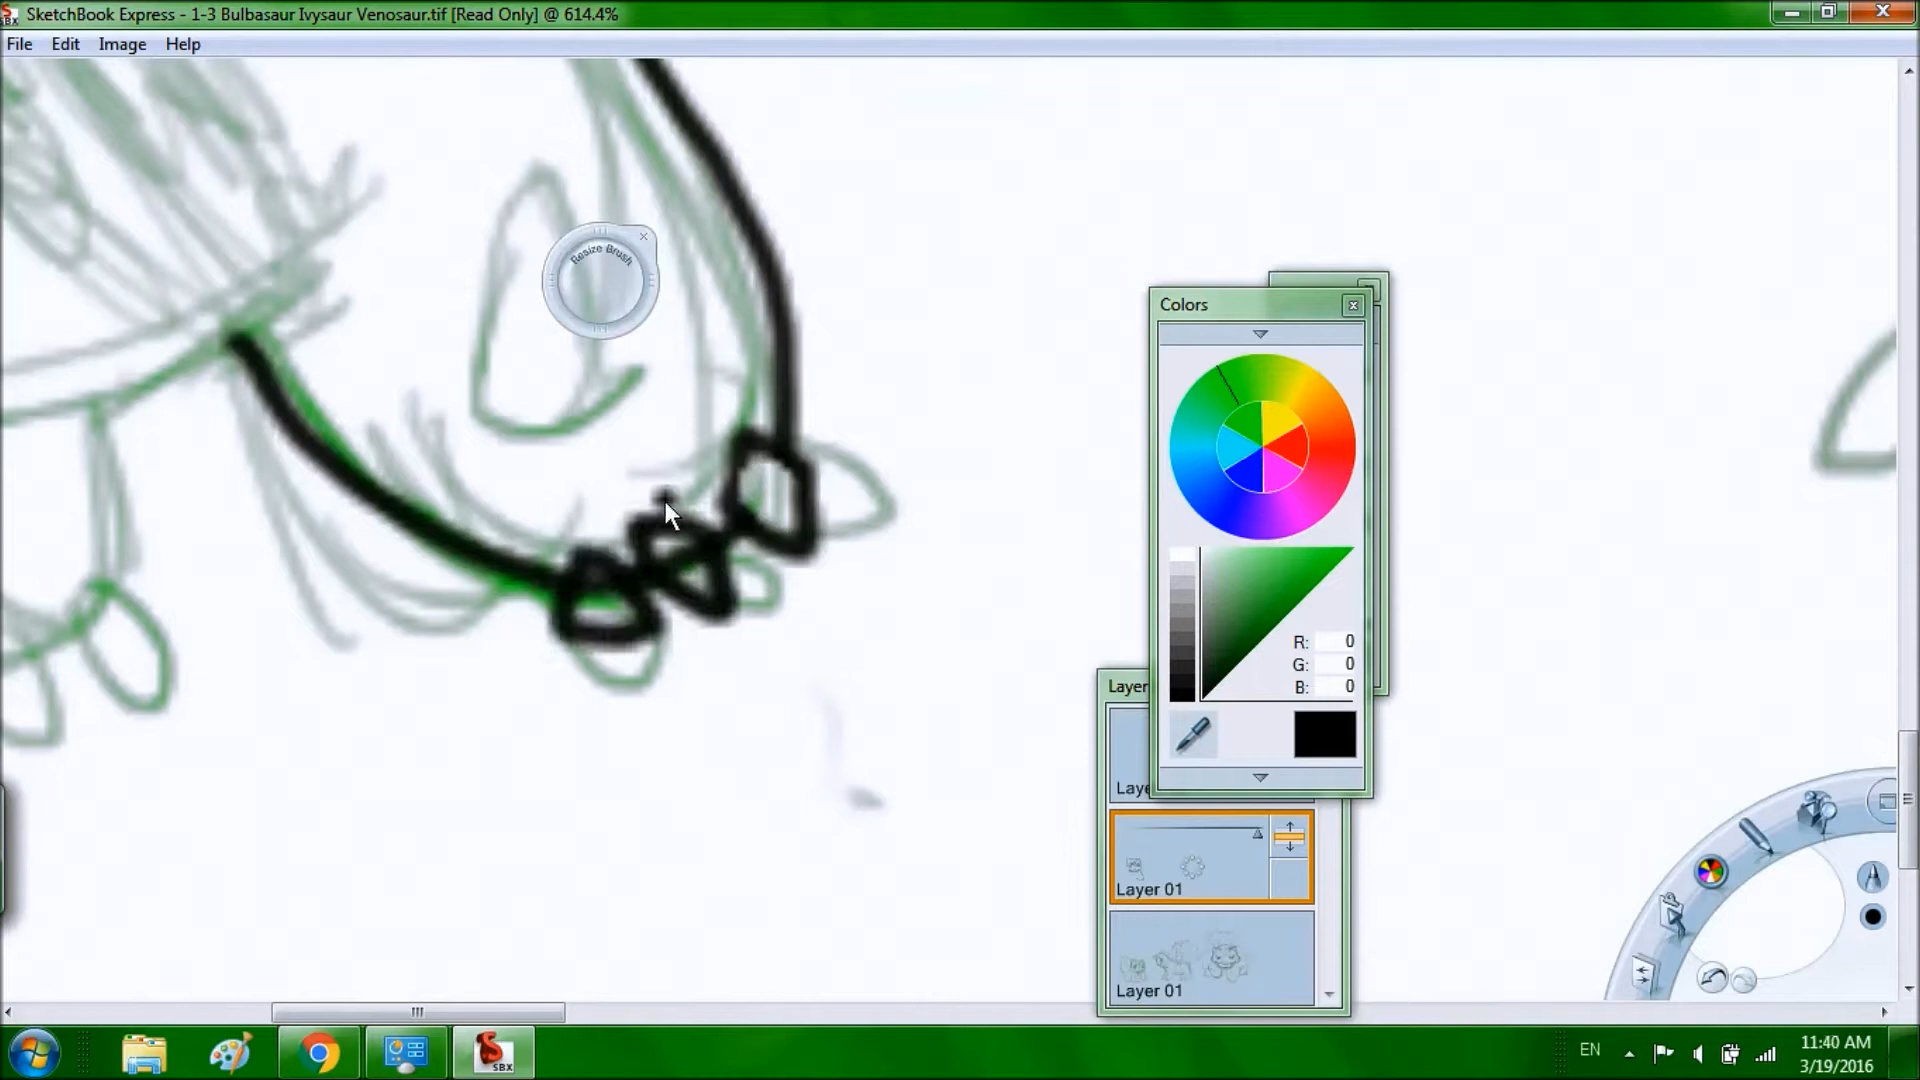 SketchBook Express - 1-3 Bulbasaur Ivysaur Venosaur.tif [Read Only] @ 614.4%
File Edit Image Help
Resize Brush
Colors
R: 0
G: 0
B: 0
Layer
Laye
Layer 01
Layer 01
SBX
EN
11:40 AM
3/19/2016